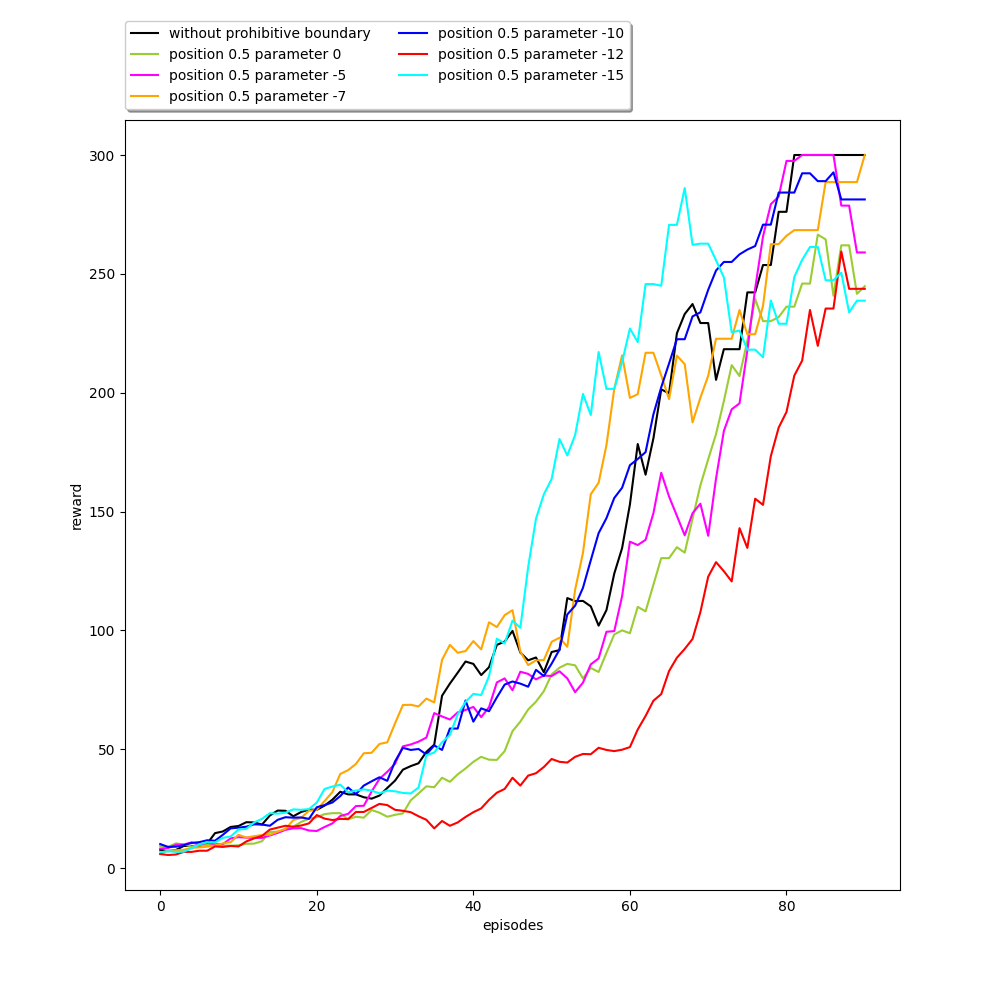 without prohibitive boundary
position 0.5 parameter 0
position 0.5 parameter -5
position 0.5 parameter -7
position 0.5 parameter -10
position 0.5 parameter -12
position 0.5 parameter -15
300
250
200
150
100
50
0
reward
0 20 40 60 80
episodes